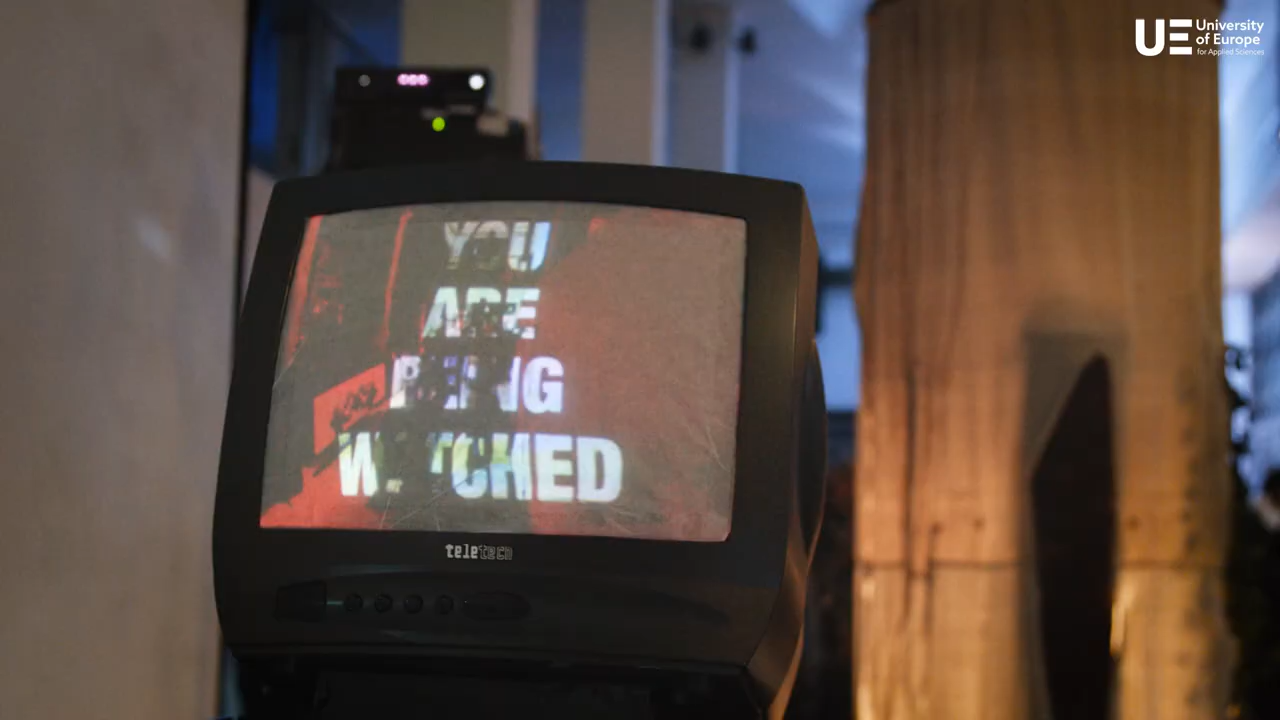 University
of Europe
for Applied Sciences
UE
YOU
ARE
BEING
WATCHED
teletech